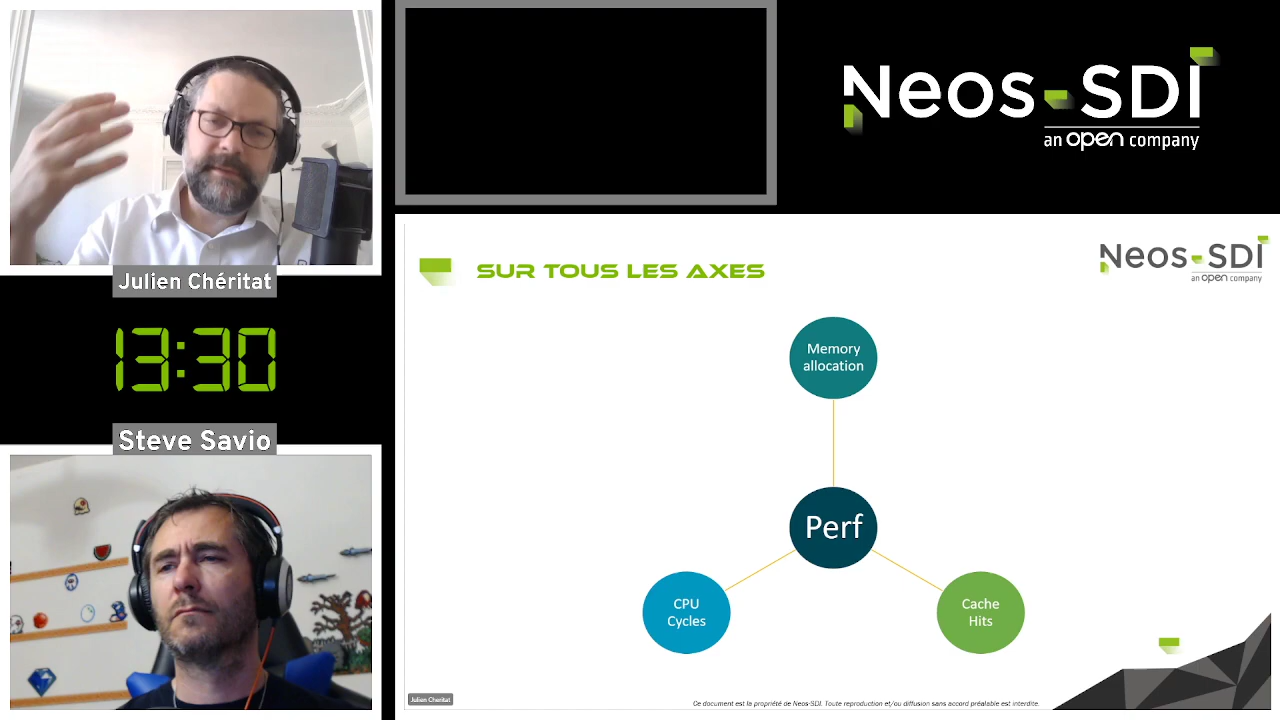 Neos-SDI
an open company
Julien Chéritat
13:30
Steve Savio
SUR TOUS LES AXES
Neos-SDI
an open company
Memory
allocation
Perf
CPU
Cycles
Cache
Hits
Julien Cheritat
Ce document est la propriété de Neos-SDI. Toute reproduction et/ou diffusion sans accord préalable est interdite.